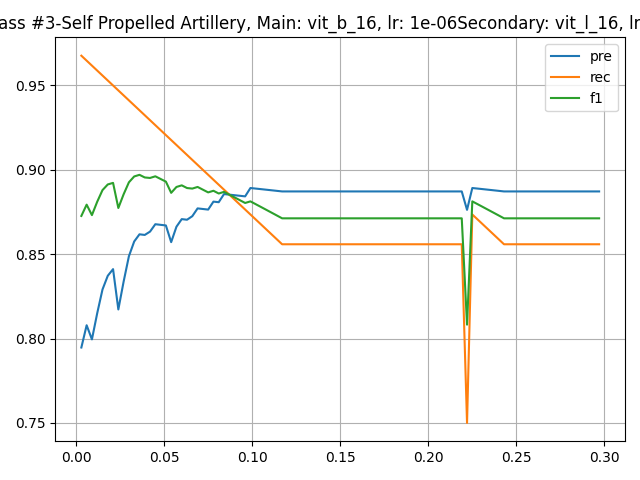 ass #3-Self Propelled Artillery, Main: vit_b_16, lr: 1e-06Secondary: vit_l_16, lr
pre
rec
f1
0.95
0.90
0.85
0.80
0.75
0.00 0.05 0.10 0.15 0.20 0.25 0.30